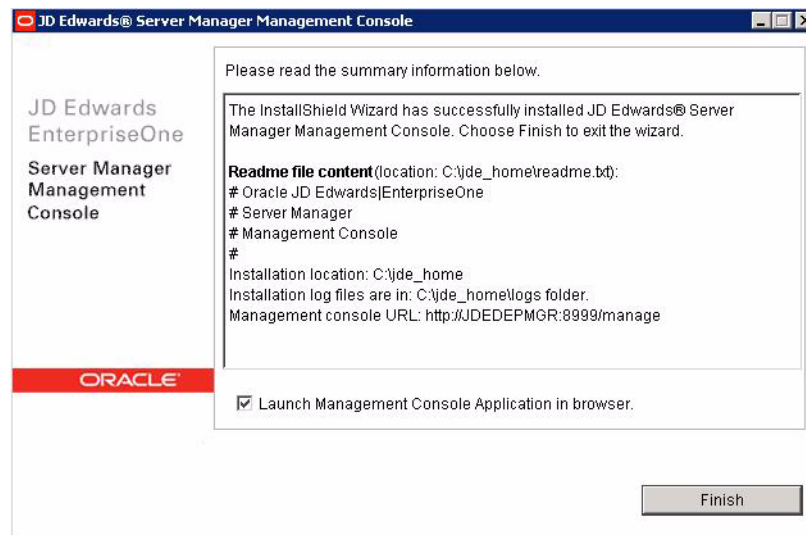 JD Edwards® Server Manager Management Console
Please read the summary information below.
JD Edwards
EnterpriseOne
Server Manager
Management
Console
The InstallShield Wizard has successfully installed JD Edwards® Server
Manager Management Console. Choose Finish to exit the wizard.
Readme file content(location: C:\jde_home\readme.txt):
# Oracle JD Edwards|EnterpriseOne
# Server Manager
# Management Console
#
Installation location: C:\jde_home
Installation log files are in: C:\jde_home\logs folder.
Management console URL: http://JDEDEPMGR:8999/manage
ORACLE®
Launch Management Console Application in browser.
Finish